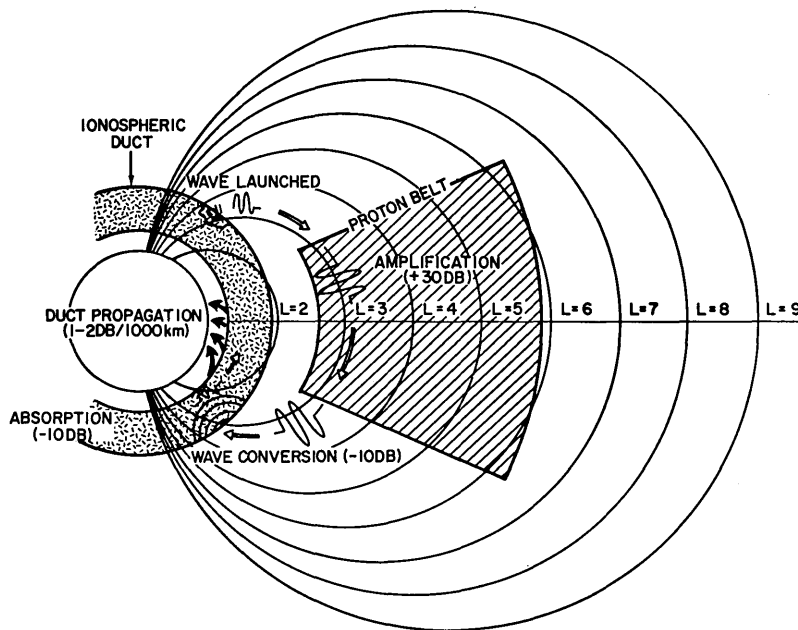 IONOSPHERIC
DUCT
WAVE LAUNCHED
PROTON BELT
AMPLIFICATION
(+30DB)
DUCT PROPAGATION
(1-2DB/1000km)
L=2
L=3
L=4
L=5
L=6
L=7
L=8
L=9
ABSORPTION
(-10DB)
WAVE CONVERSION (-10DB)